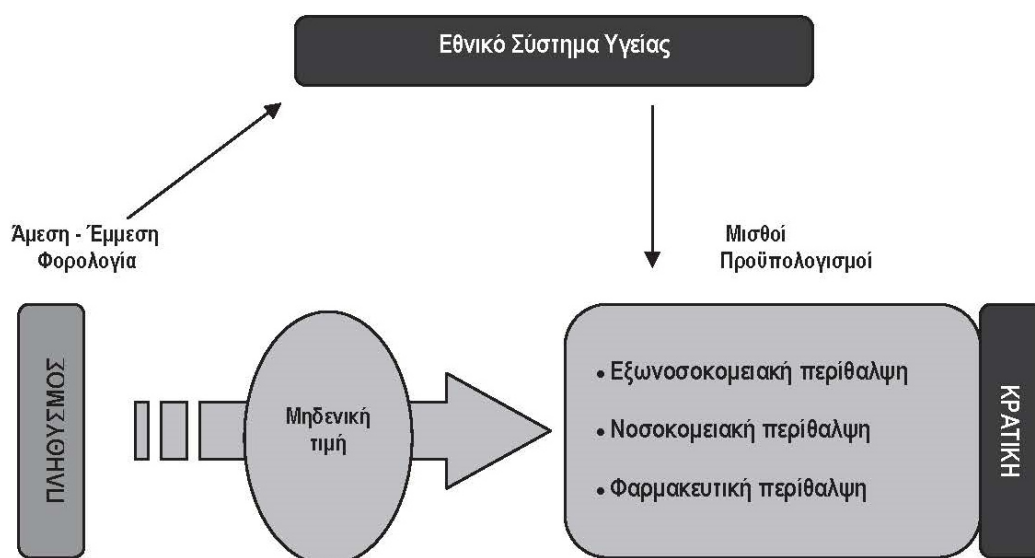 Εθνικό Σύστημα Υγείας
Άμεση - Έμμεση
Φορολογία
Μισθοί
Προϋπολογισμοί
ΠΛΗΘΥΣΜΟΣ
Μηδενική
τιμή
• Εξωνοσοκομειακή περίθαλψη
• Νοσοκομειακή περίθαλψη
• Φαρμακευτική περίθαλψη
ΚΡΑΤΙΚΗ